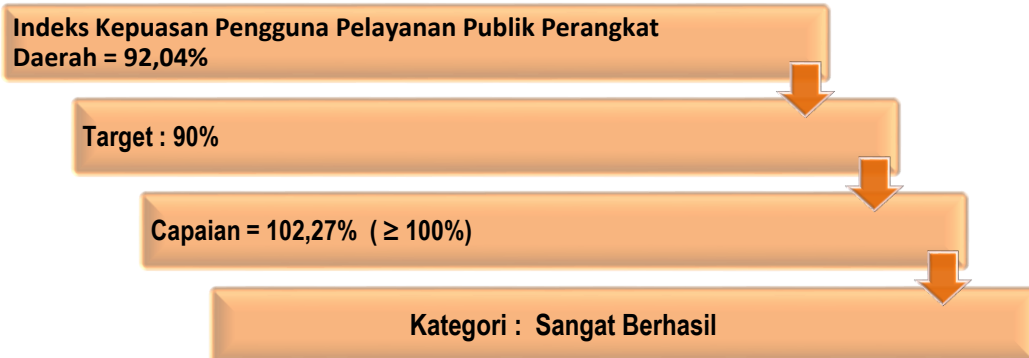 Indeks Kepuasan Pengguna Pelayanan Publik Perangkat
Daerah = 92,04%
Target : 90%
Capaian = 102,27% ( ≥ 100%)
Kategori : Sangat Berhasil